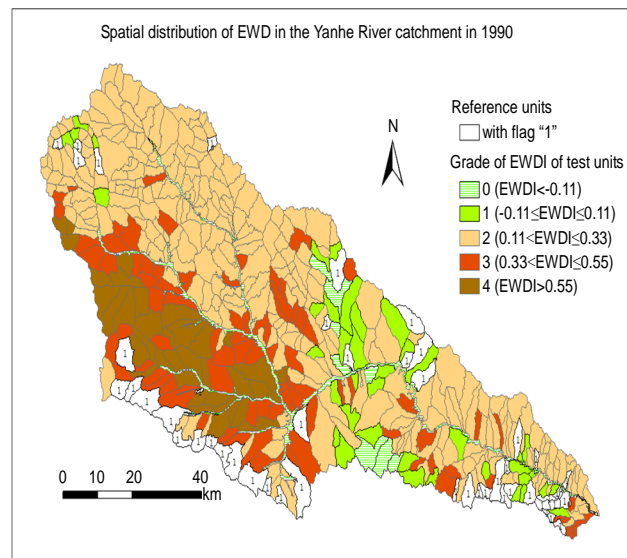 Spatial distribution of EWD in the Yanhe River catchment in 1990
N
Reference units
with flag “1”
Grade of EWDI of test units
0 (EWDI<-0.11)
1 (-0.11≤EWDI≤0.11)
2 (0.11<EWDI≤0.33)
3 (0.33<EWDI≤0.55)
4 (EWDI>0.55)
0 20 40
km